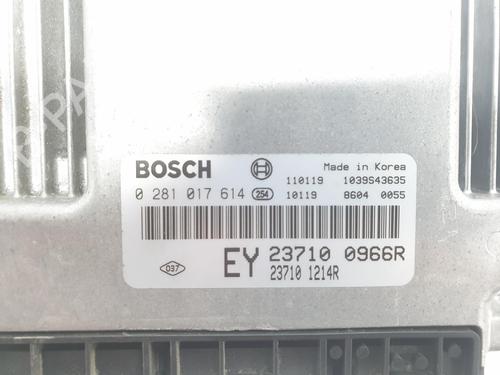 BOSCH
Made in Korea
110119 1039S43635
0 281 017 614 254
10119 8604 0055
EY 23710 0966R
23710 1214R
037